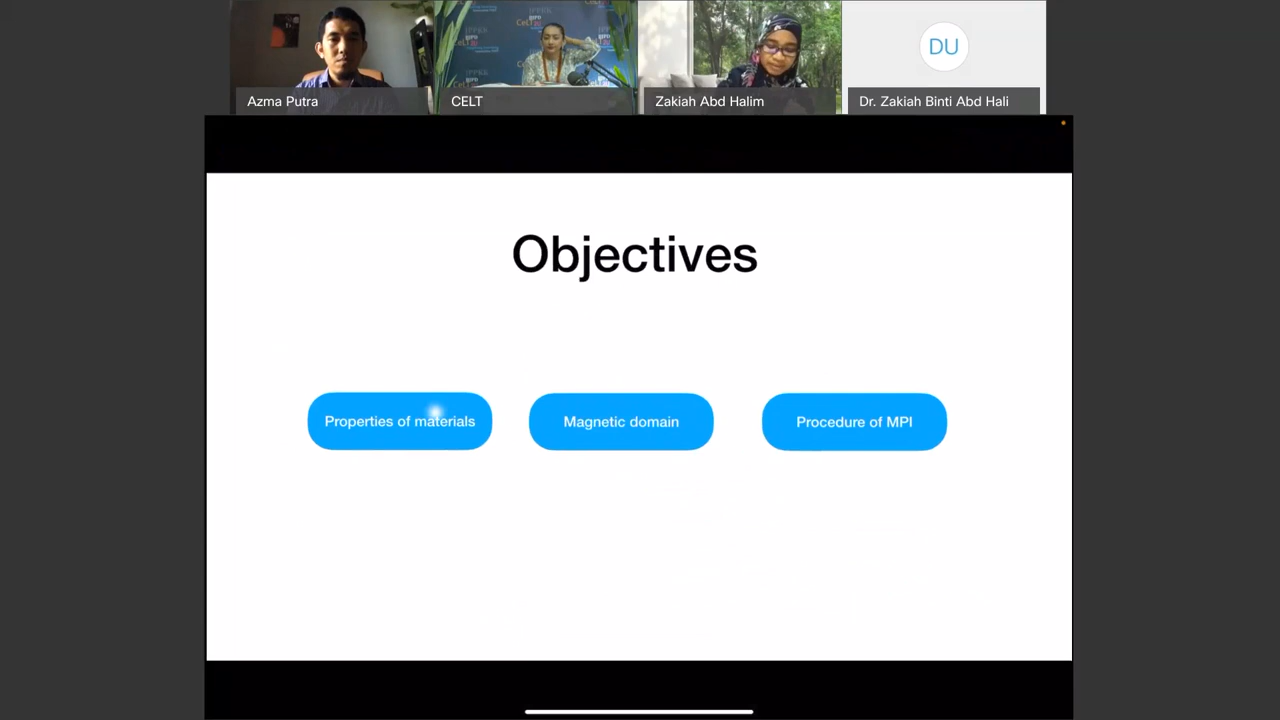 Azma Putra
CELT
Zakiah Abd Halim
DU
Dr. Zakiah Binti Abd Hali
Objectives
Properties of materials
Magnetic domain
Procedure of MPI